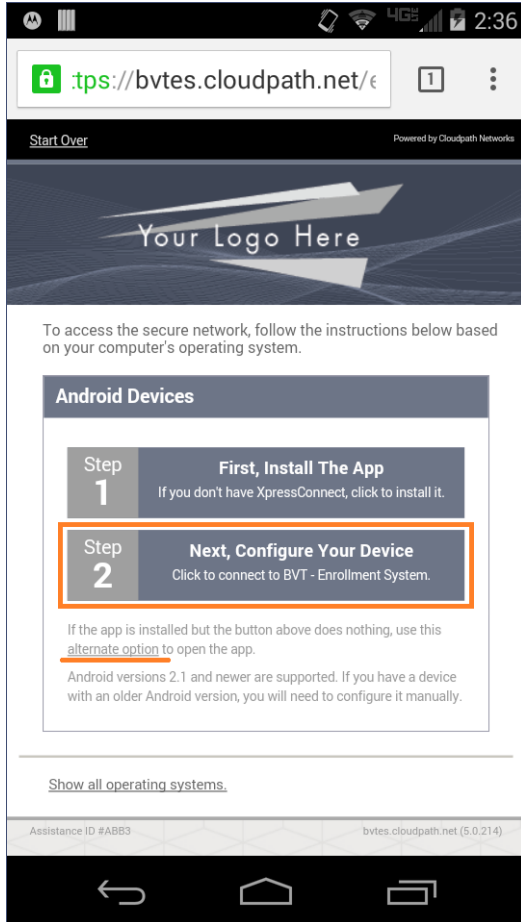 4G 2:36
:tps://bvtes.cloudpath.net/e 1
Start Over Powered by Cloudpath Networks
Your Logo Here
To access the secure network, follow the instructions below based
on your computer's operating system.
Android Devices
Step 1
First, Install The App
If you don't have XpressConnect, click to install it.
Step 2
Next, Configure Your Device
Click to connect to BVT - Enrollment System.
If the app is installed but the button above does nothing, use this
alternate option to open the app.
Android versions 2.1 and newer are supported. If you have a device
with an older Android version, you will need to configure it manually.
Show all operating systems.
Assistance ID #ABB3 bvtes.cloudpath.net (5.0.214)